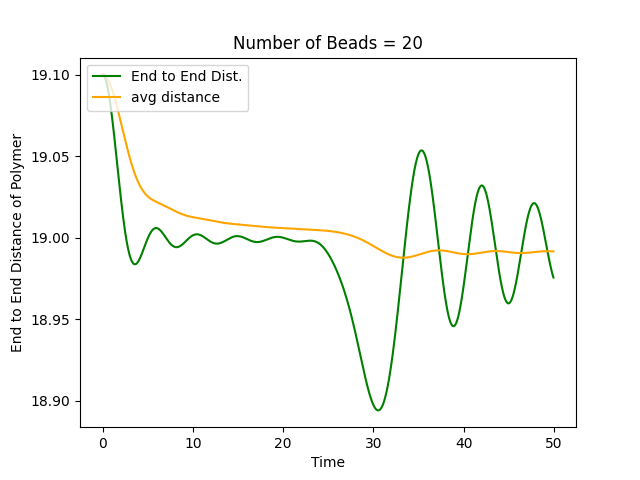 Number of Beads = 20
End to End Dist.
avg distance
End to End Distance of Polymer
19.10
19.05
19.00
18.95
18.90
0 10 20 30 40 50
Time